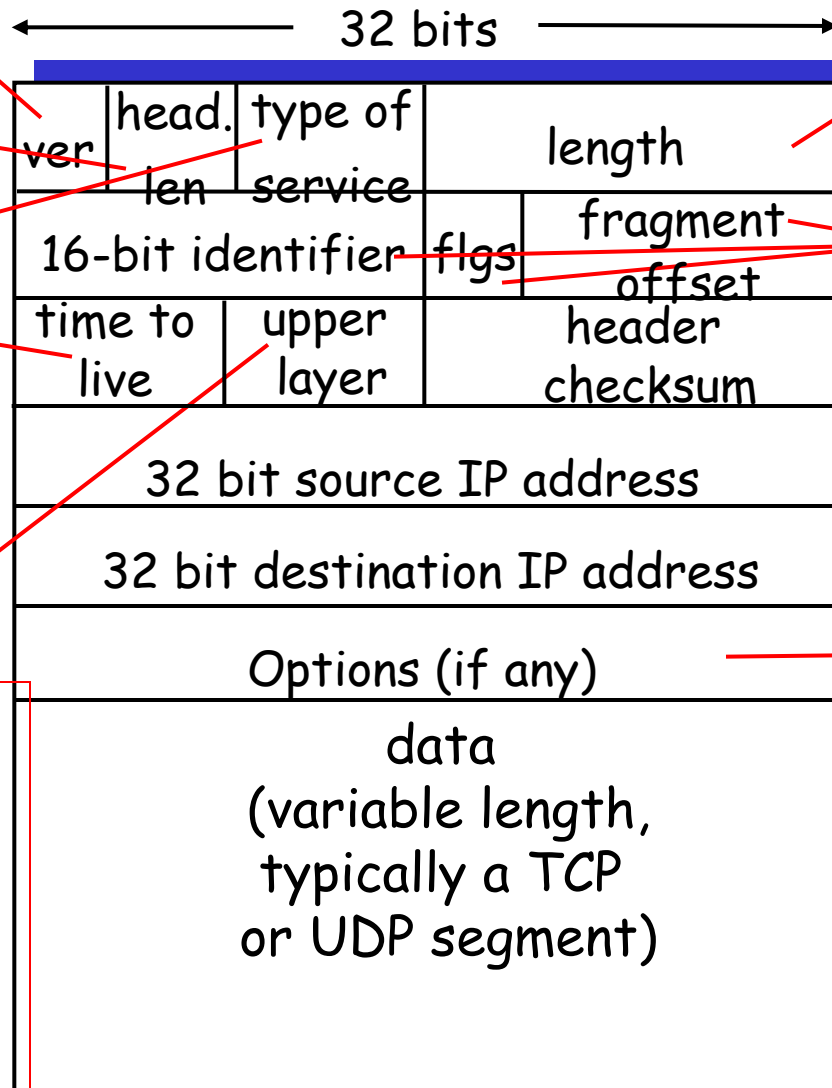 32 bits
ver
head.
len
type of
service
length
16-bit identifier
flgs
fragment
offset
time to
live
upper
layer
header
checksum
32 bit source IP address
32 bit destination IP address
Options (if any)
data
(variable length,
typically a TCP
or UDP segment)